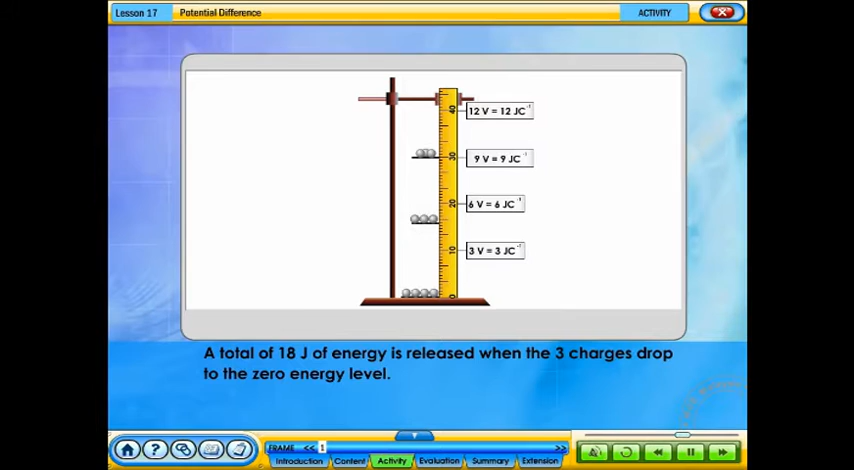 Lesson 17 Potential Difference ACTIVITY
40 12 V = 12 JC⁻¹
30 9 V = 9 JC⁻¹
20 6 V = 6 JC⁻¹
10 3 V = 3 JC⁻¹
0
A total of 18 J of energy is released when the 3 charges drop
to the zero energy level.
FRAME << 1 >>
Introduction Content Activity Evaluation Summary Extension